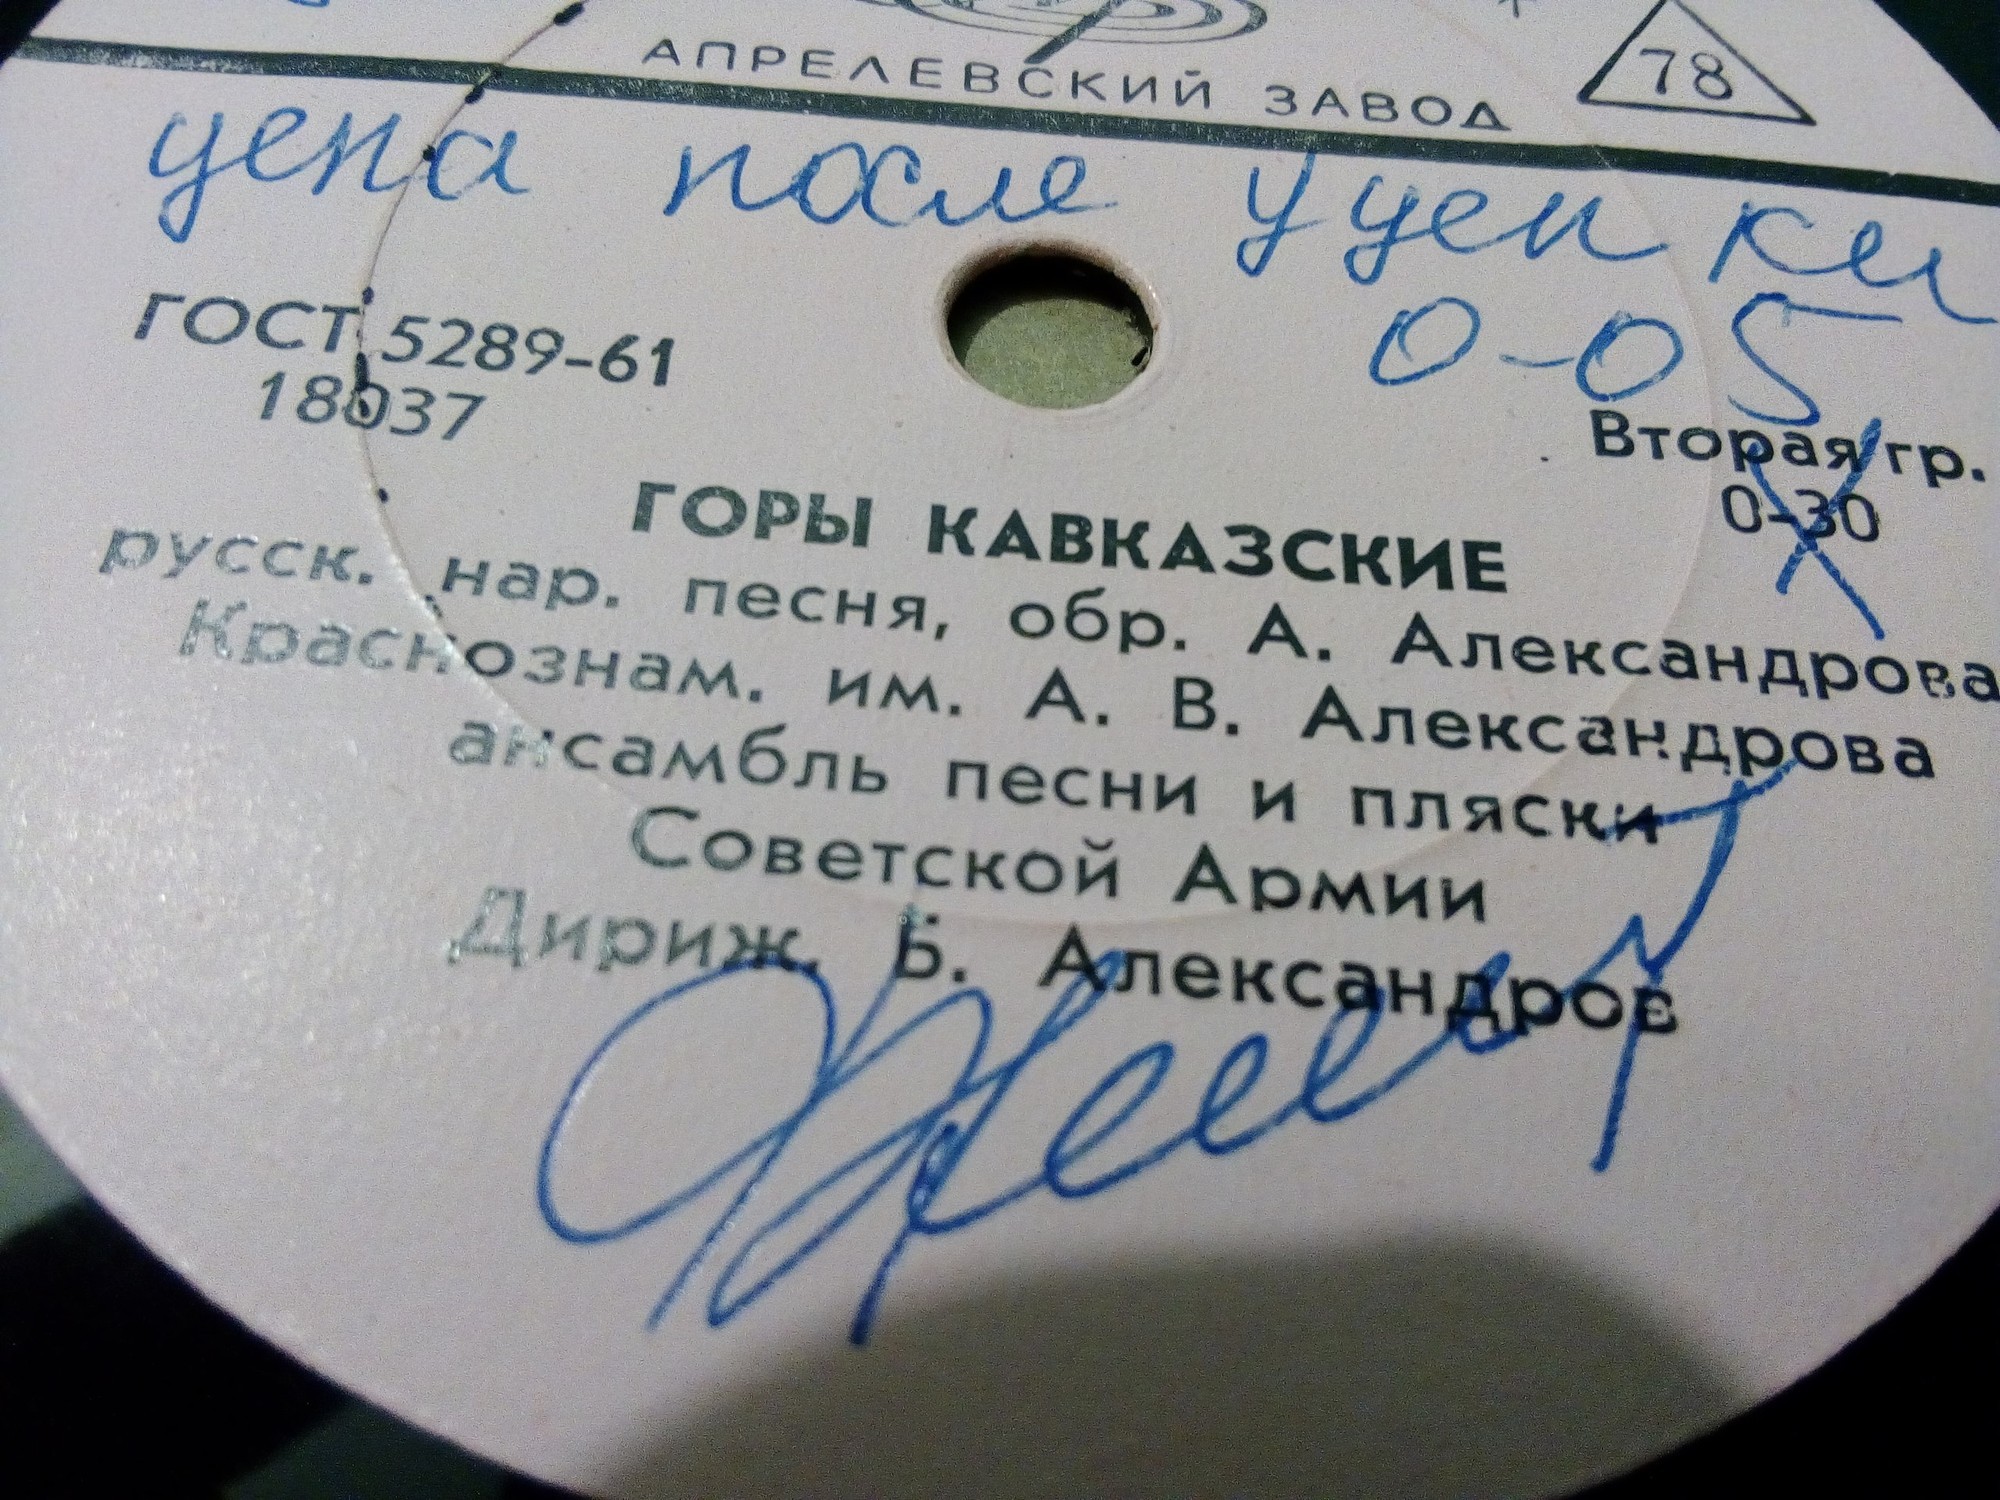 АПРЕЛЕВСКИЙ ЗАВОД
78
цена после уценки
0-05
ГОСТ 5289-61
18037
Вторая гр.
0-30
ГОРЫ КАВКАЗСКИЕ
русск. нар. песня, обр. А. Александрова
Краснознам. им. А. В. Александрова
ансамбль песни и пляски
Советской Армии
Дириж. Б. Александров